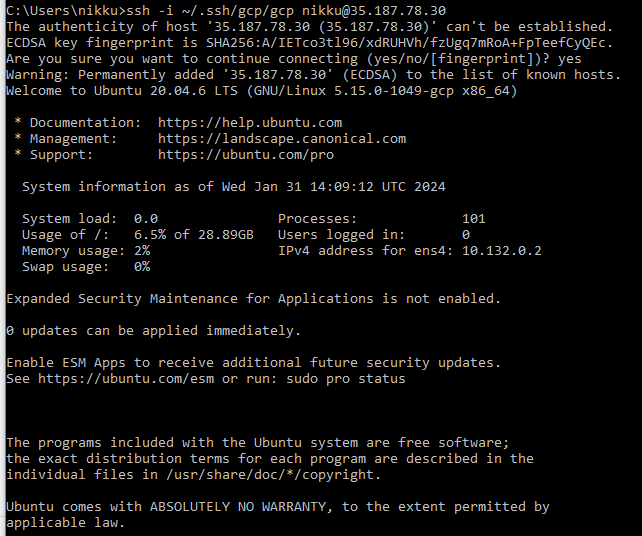 C:\Users\nikku>ssh -i ~/.ssh/gcp/gcp nikku@35.187.78.30
The authenticity of host '35.187.78.30 (35.187.78.30)' can't be established.
ECDSA key fingerprint is SHA256:A/IETco3tl96/xdRUHVh/fzUgq7mRoA+FpTeefCyQEc.
Are you sure you want to continue connecting (yes/no/[fingerprint])? yes
Warning: Permanently added '35.187.78.30' (ECDSA) to the list of known hosts.
Welcome to Ubuntu 20.04.6 LTS (GNU/Linux 5.15.0-1049-gcp x86_64)

 * Documentation:  https://help.ubuntu.com
 * Management:     https://landscape.canonical.com
 * Support:        https://ubuntu.com/pro

  System information as of Wed Jan 31 14:09:12 UTC 2024

  System load:  0.0               Processes:             101
  Usage of /:   6.5% of 28.89GB   Users logged in:       0
  Memory usage: 2%                IPv4 address for ens4: 10.132.0.2
  Swap usage:   0%

Expanded Security Maintenance for Applications is not enabled.

0 updates can be applied immediately.

Enable ESM Apps to receive additional future security updates.
See https://ubuntu.com/esm or run: sudo pro status

The programs included with the Ubuntu system are free software;
the exact distribution terms for each program are described in the
individual files in /usr/share/doc/*/copyright.

Ubuntu comes with ABSOLUTELY NO WARRANTY, to the extent permitted by
applicable law.